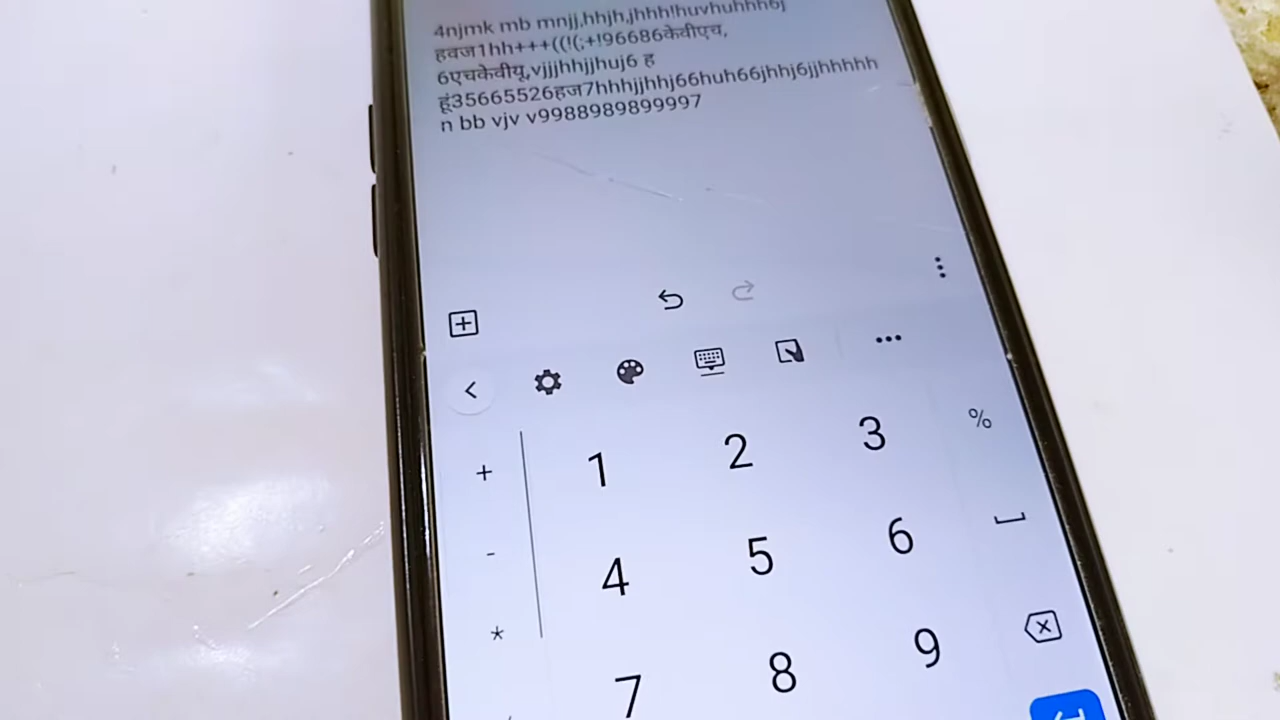 4njmk mb mnjj,hhjh,jhhh!huvhuhhh6j
हवज1hh+++((!(;+!96686केवीएच,
6एचकेवीयू,vjjjhhjjhuj6 ह
हूं35665526हज7hhhjjhhj66huh66jhhj6jjhhhhh
n bb vjv v9988989899997
+ 1 2 3 %
- 4 5 6
* 7 8 9